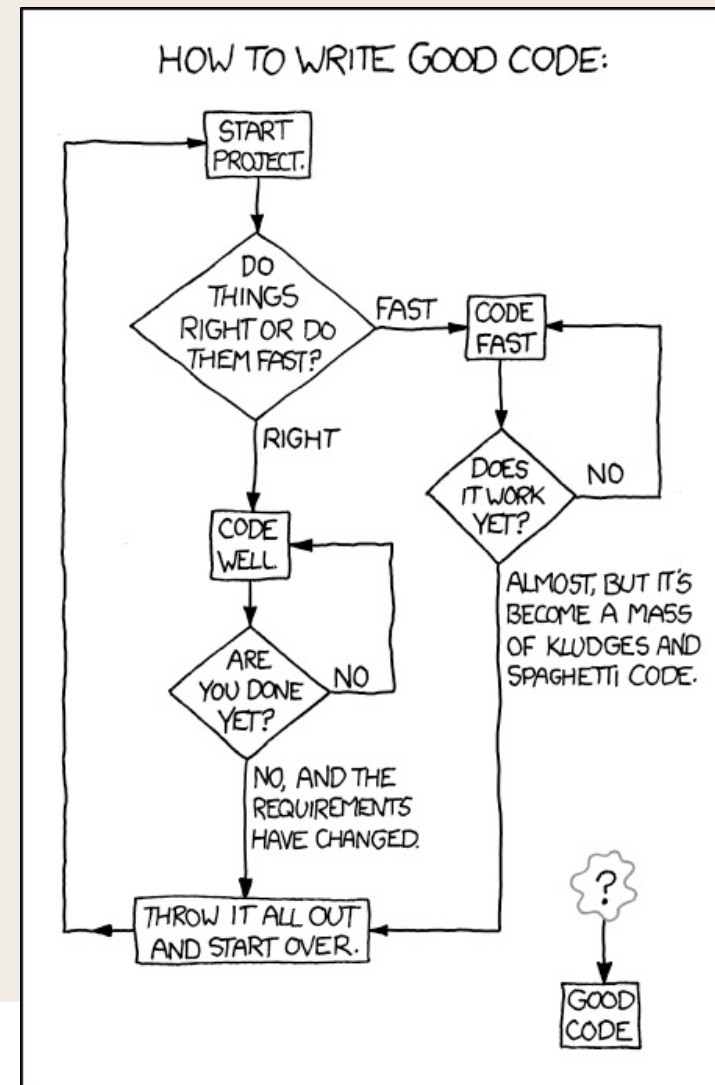 HOW TO WRITE GOOD CODE:
START
PROJECT.
DO
THINGS
RIGHT OR DO
THEM FAST?
FAST
CODE
FAST
RIGHT
DOES
IT WORK
YET?
NO
CODE
WELL.
ALMOST, BUT IT'S
BECOME A MASS
OF KLUDGES AND
SPAGHETTI CODE.
ARE
YOU DONE
YET?
NO
NO, AND THE
REQUIREMENTS
HAVE CHANGED.
THROW IT ALL OUT
AND START OVER.
?
GOOD
CODE